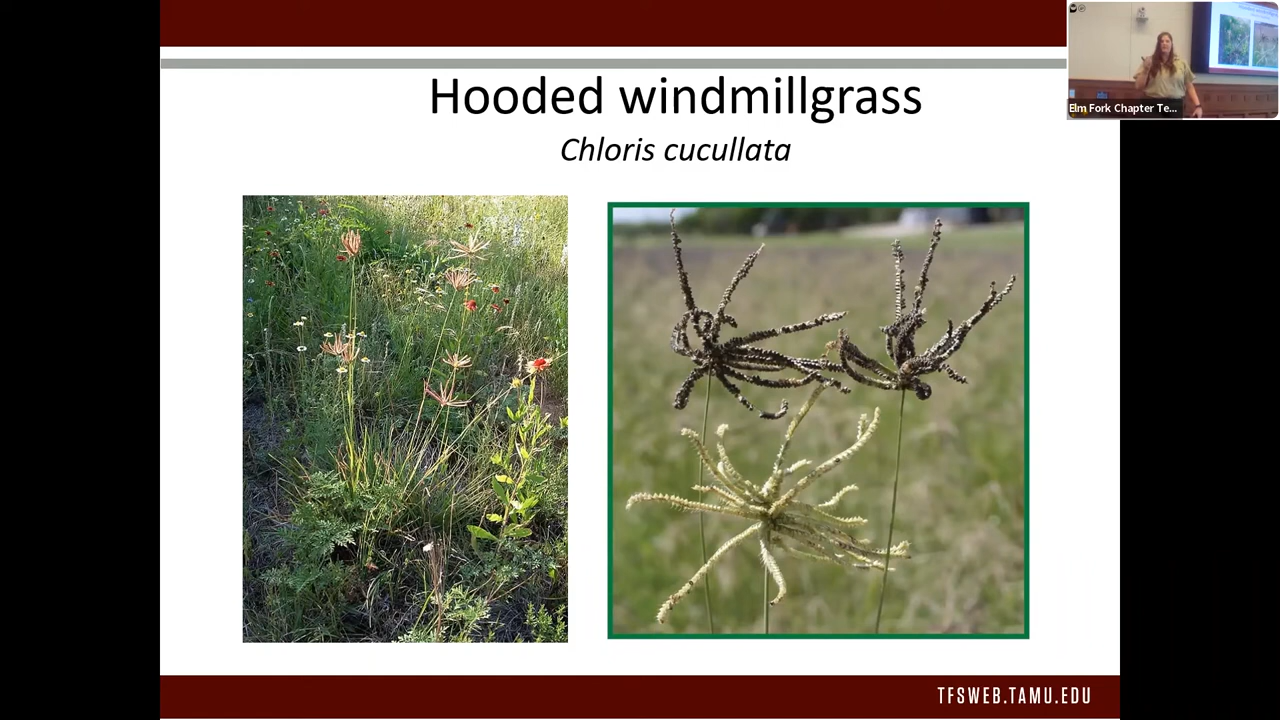 Hooded windmillgrass
Chloris cucullata
Elm Fork Chapter Te...
TFSWEB.TAMU.EDU